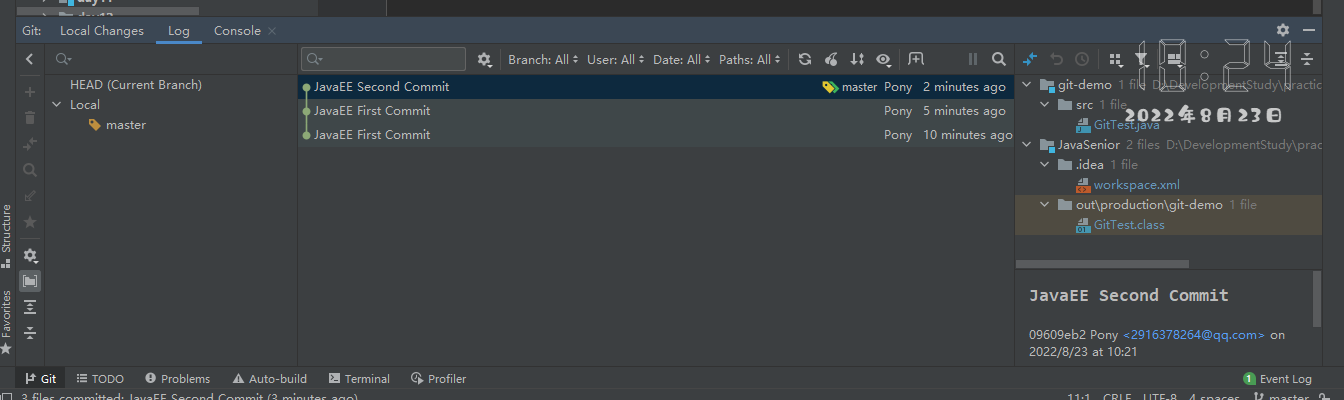 Git: Local Changes Log Console
HEAD (Current Branch)
Local
master
Branch: All User: All Date: All Paths: All
JavaEE Second Commit master Pony 2 minutes ago
JavaEE First Commit Pony 5 minutes ago
JavaEE First Commit Pony 10 minutes ago
18:24
2022年8月23日
git-demo 1 file D:\DevelopmentStudy\practic
src 1 file
GitTest.java
JavaSenior 2 files D:\DevelopmentStudy\prac
.idea 1 file
workspace.xml
out\production\git-demo 1 file
GitTest.class
JavaEE Second Commit
09609eb2 Pony <2916378264@qq.com> on
2022/8/23 at 10:21
Structure
Favorites
Git TODO Problems Auto-build Terminal Profiler 1 Event Log
3 files committed: JavaEE Second Commit (3 minutes ago) 11:1 CRLF UTF-8 4 spaces master